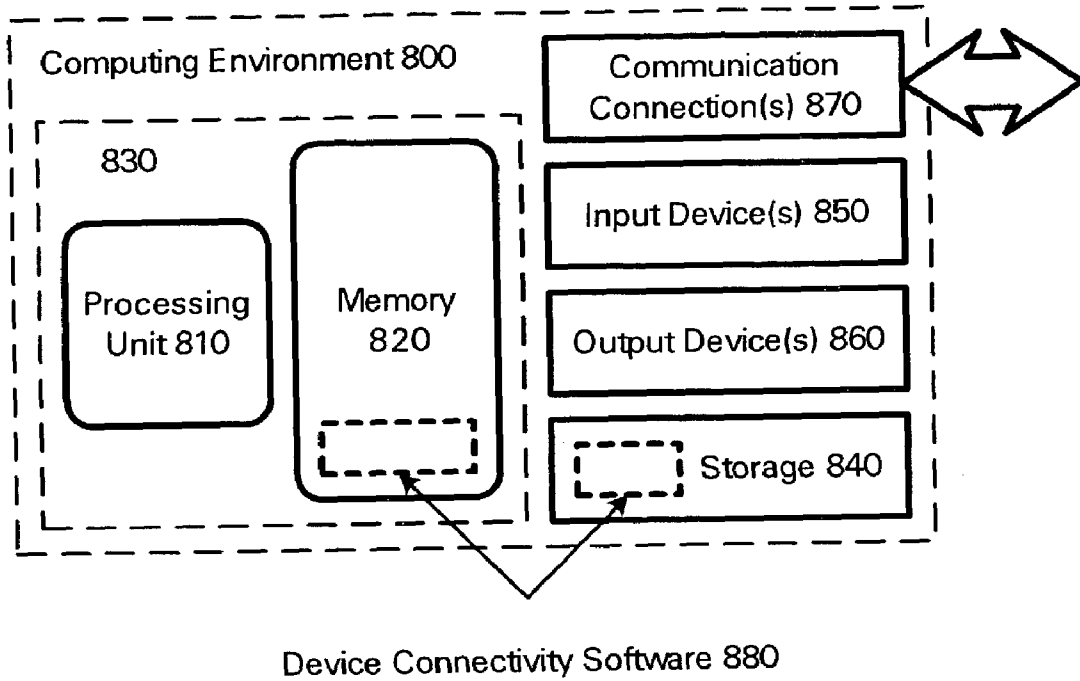 Computing Environment 800
830
Processing
Unit 810
Memory
820
Communication
Connection(s) 870
Input Device(s) 850
Output Device(s) 860
Storage 840
Device Connectivity Software 880